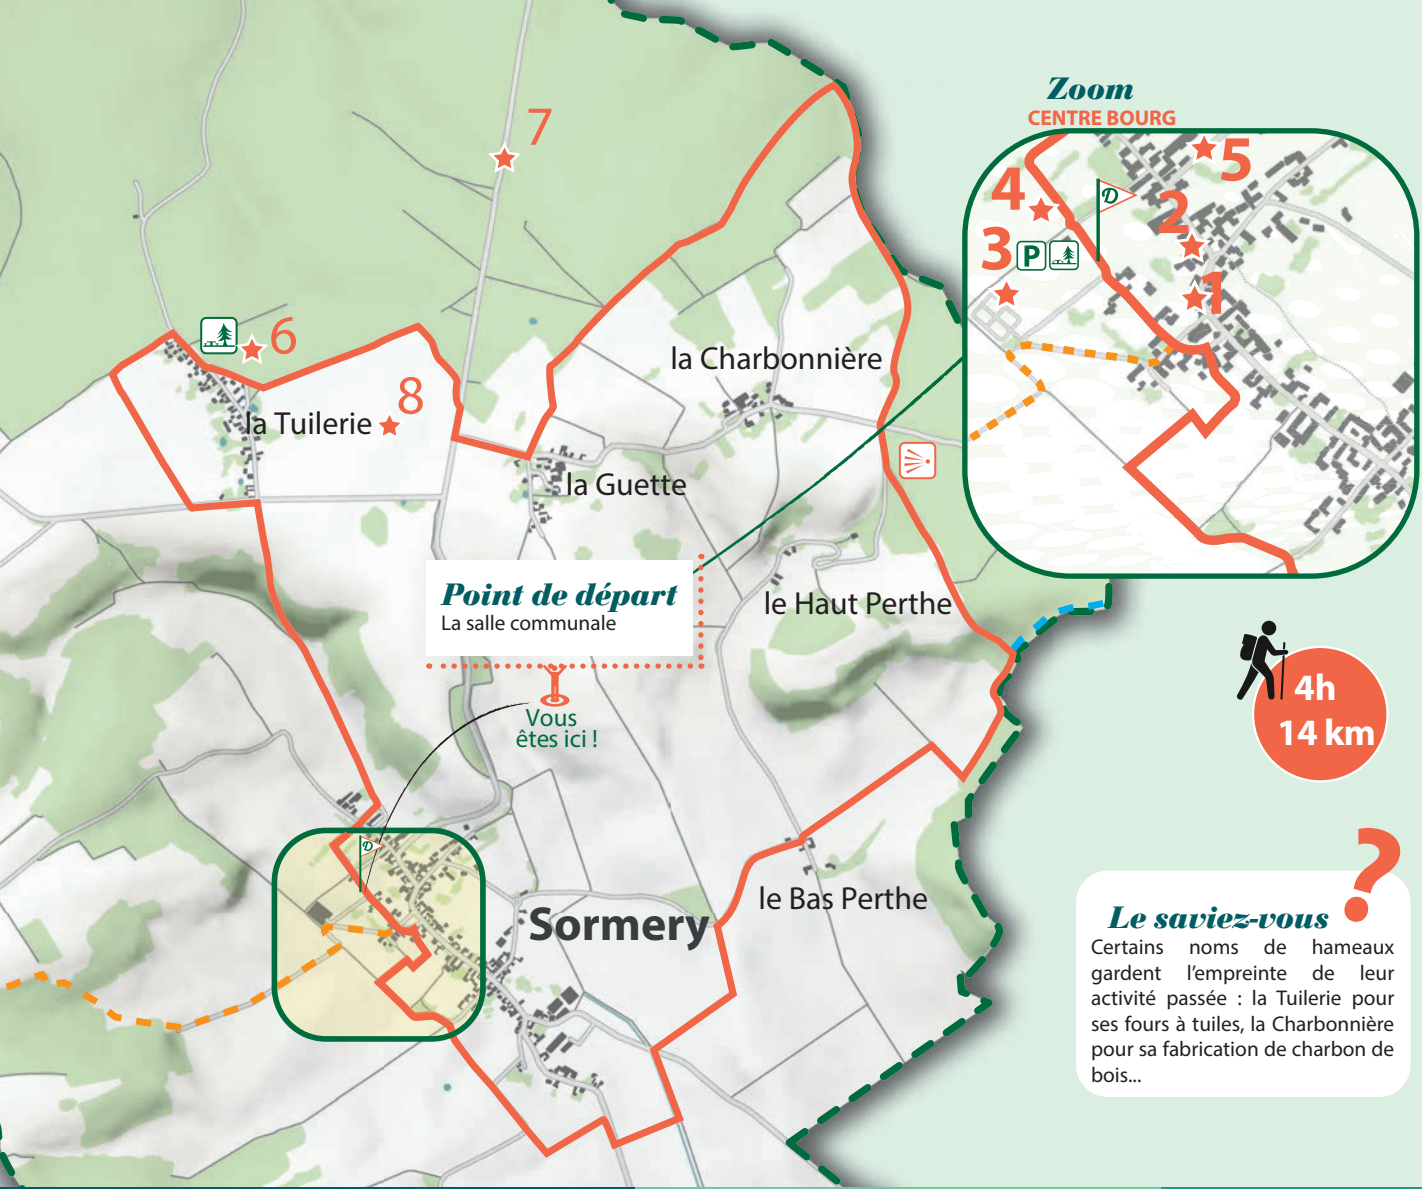 Zoom
CENTRE BOURG
5
4
D
2
3
P
1
7
6
8
la Tuilerie
la Charbonnière
la Guette
Point de départ
La salle communale
le Haut Perthe
Vous
êtes ici !
4h
14 km
D
Sormery
le Bas Perthe
?
Le saviez-vous
Certains noms de hameaux
gardent l'empreinte de leur
activité passée : la Tuilerie pour
ses fours à tuiles, la Charbonnière
pour sa fabrication de charbon de
bois...